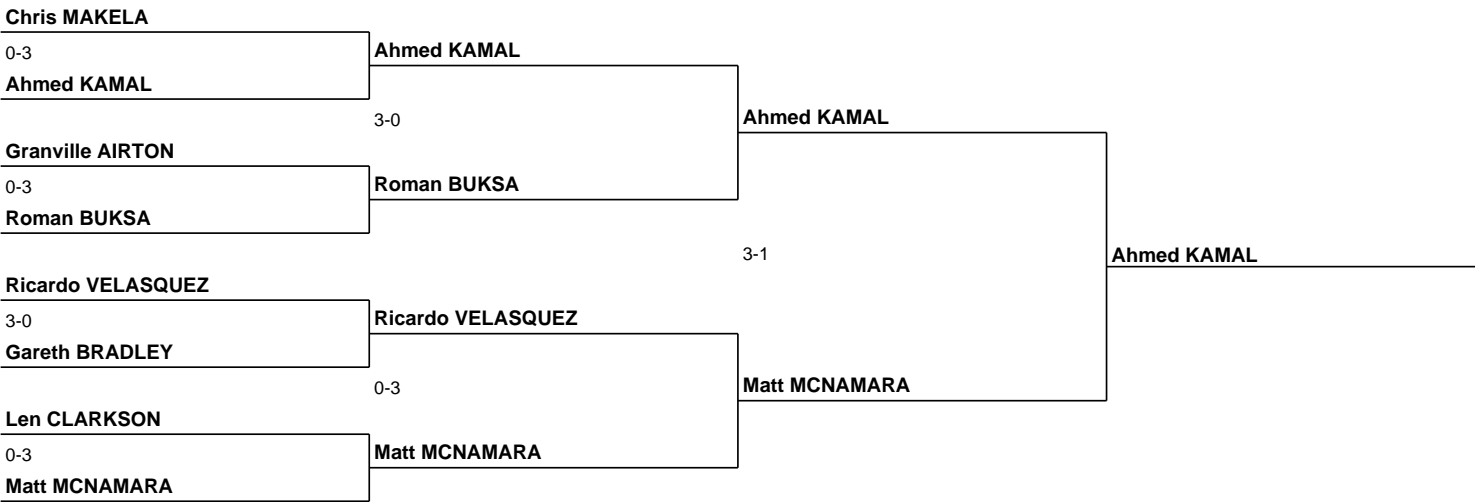 Chris MAKELA
0-3
Ahmed KAMAL
Granville AIRTON
0-3
Roman BUKSA
Ricardo VELASQUEZ
3-0
Gareth BRADLEY
Len CLARKSON
0-3
Matt MCNAMARA
Ahmed KAMAL
3-0
Roman BUKSA
Ricardo VELASQUEZ
0-3
Matt MCNAMARA
Ahmed KAMAL
3-1
Matt MCNAMARA
Ahmed KAMAL